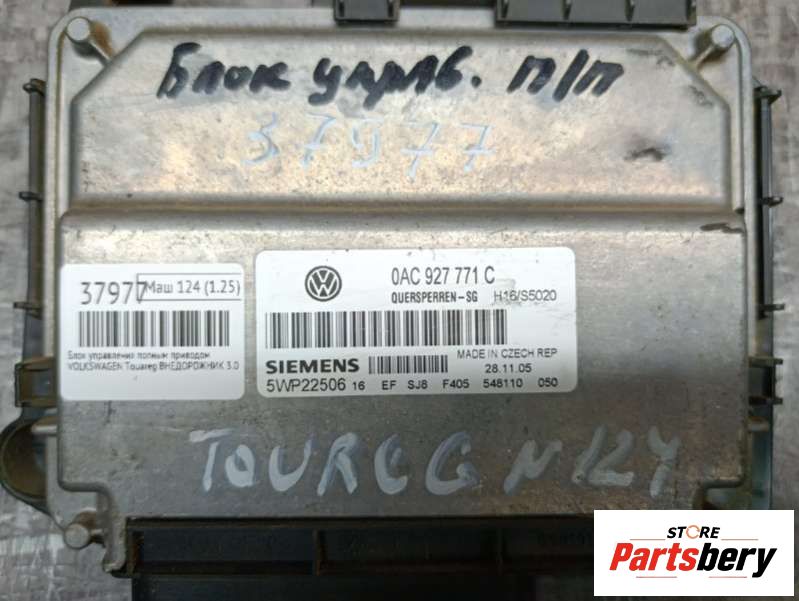 Блок управ. п/п
37977
37977 Маш 124 (1.25)
Блок управления полным приводом
VOLKSWAGEN Touareg ВНЕДОРОЖНИК 3.0
0AC 927 771 C
QUERSPERREN-SG H16/S5020
SIEMENS
MADE IN CZECH REP
28.11.05
5WP22506 16 EF SJ8 F405 548110 050
TOUREG N124
STORE
Partsbery